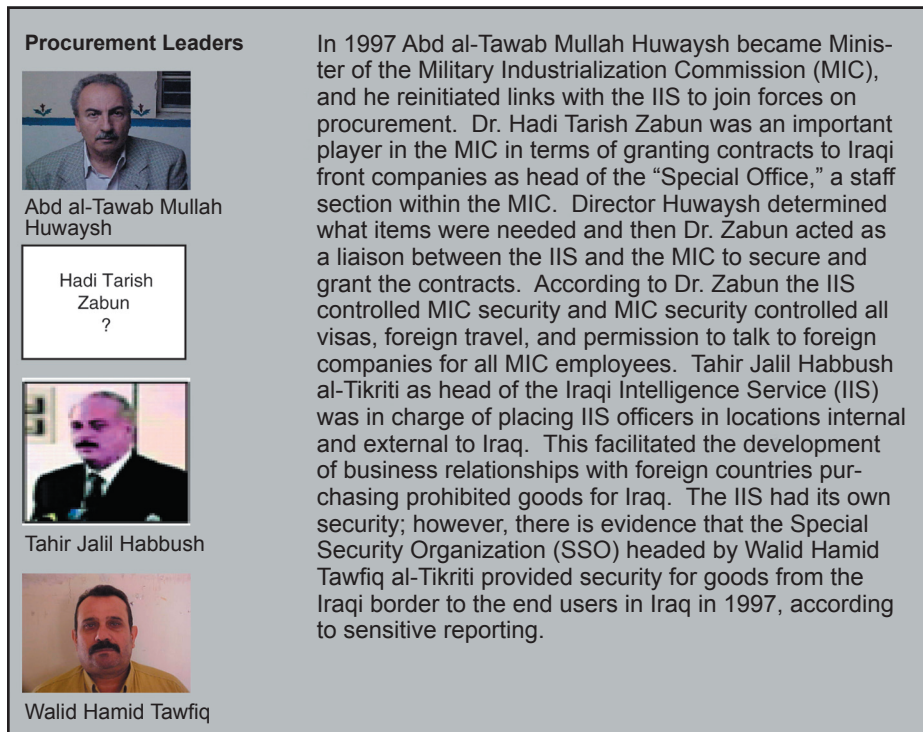 Procurement Leaders
Abd al-Tawab Mullah
Huwaysh
Hadi Tarish
Zabun
?
Tahir Jalil Habbush
Walid Hamid Tawfiq
In 1997 Abd al-Tawab Mullah Huwaysh became Minis-
ter of the Military Industrialization Commission (MIC),
and he reinitiated links with the IIS to join forces on
procurement.  Dr. Hadi Tarish Zabun was an important
player in the MIC in terms of granting contracts to Iraqi
front companies as head of the “Special Office,” a staff
section within the MIC.  Director Huwaysh determined
what items were needed and then Dr. Zabun acted as
a liaison between the IIS and the MIC to secure and
grant the contracts.  According to Dr. Zabun the IIS
controlled MIC security and MIC security controlled all
visas, foreign travel, and permission to talk to foreign
companies for all MIC employees.  Tahir Jalil Habbush
al-Tikriti as head of the Iraqi Intelligence Service (IIS)
was in charge of placing IIS officers in locations internal
and external to Iraq.  This facilitated the development
of business relationships with foreign countries pur-
chasing prohibited goods for Iraq.  The IIS had its own
security; however, there is evidence that the Special
Security Organization (SSO) headed by Walid Hamid
Tawfiq al-Tikriti provided security for goods from the
Iraqi border to the end users in Iraq in 1997, according
to sensitive reporting.